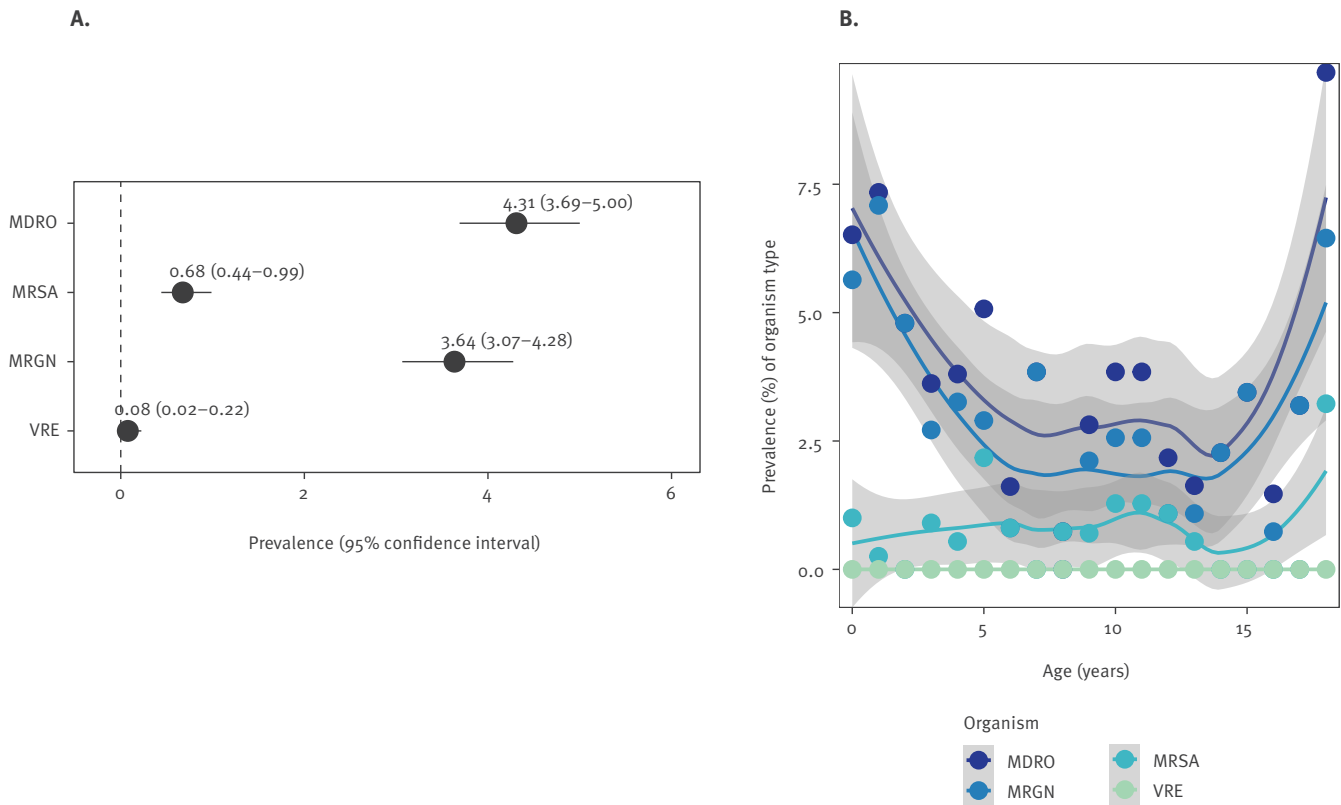 A.
MDRO
MRSA
MRGN
VRE
4.31 (3.69–5.00)
0.68 (0.44–0.99)
3.64 (3.07–4.28)
0.08 (0.02–0.22)
0
2
4
6
Prevalence (95% confidence interval)
B.
Prevalence (%) of organism type
7.5
5.0
2.5
0.0
0
5
10
15
Age (years)
Organism
MDRO
MRGN
MRSA
VRE